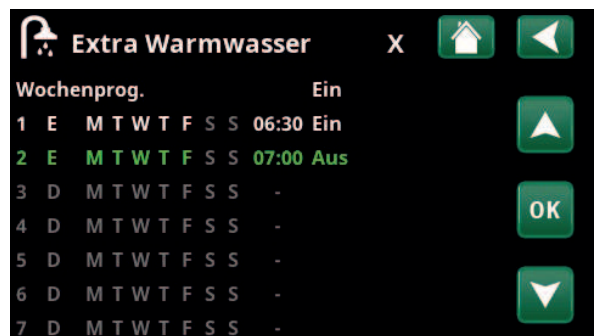 Extra Warmwasser X
Wochenprog. Ein
1 E M T W T F S S 06:30 Ein
2 E M T W T F S S 07:00 Aus
3 D M T W T F S S -
4 D M T W T F S S -
OK
5 D M T W T F S S -
6 D M T W T F S S -
7 D M T W T F S S -